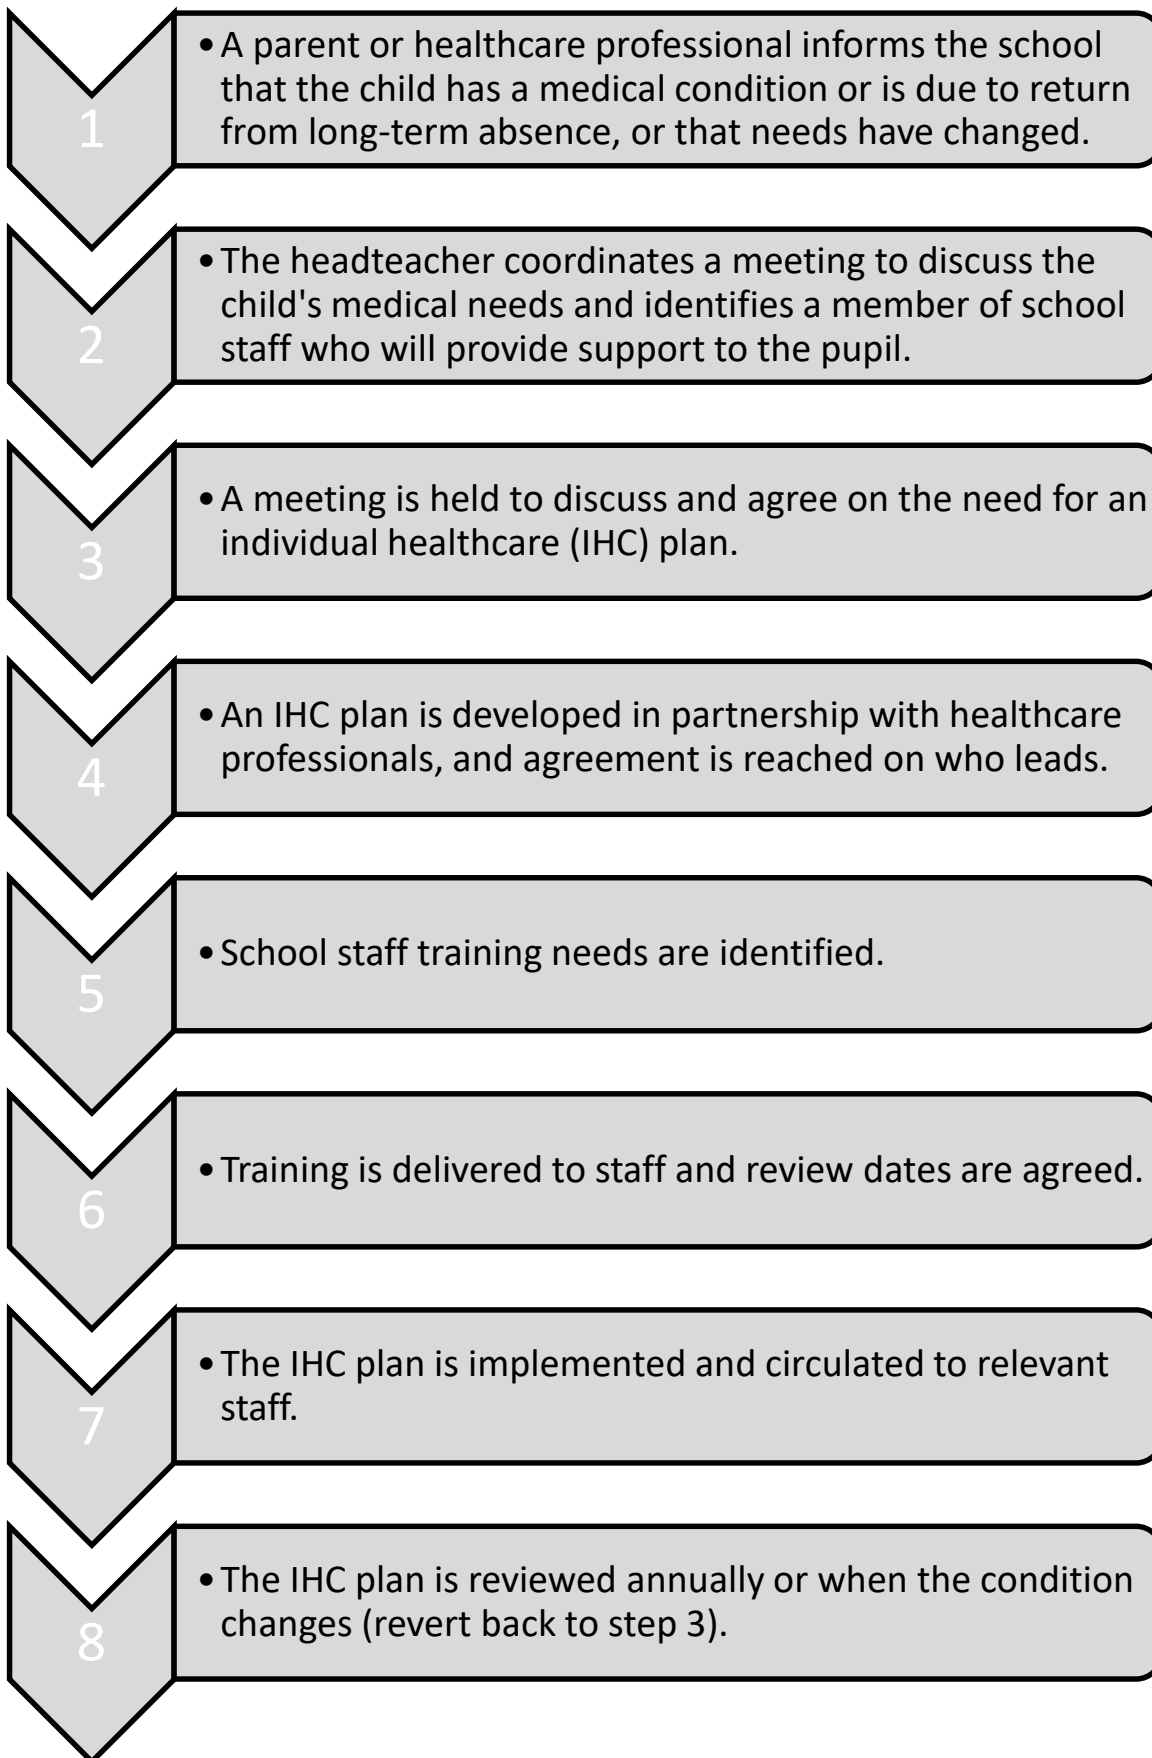 1
• A parent or healthcare professional informs the school
that the child has a medical condition or is due to return
from long-term absence, or that needs have changed.
2
• The headteacher coordinates a meeting to discuss the
child's medical needs and identifies a member of school
staff who will provide support to the pupil.
3
• A meeting is held to discuss and agree on the need for an
individual healthcare (IHC) plan.
4
• An IHC plan is developed in partnership with healthcare
professionals, and agreement is reached on who leads.
5
• School staff training needs are identified.
6
• Training is delivered to staff and review dates are agreed.
7
• The IHC plan is implemented and circulated to relevant
staff.
8
• The IHC plan is reviewed annually or when the condition
changes (revert back to step 3).